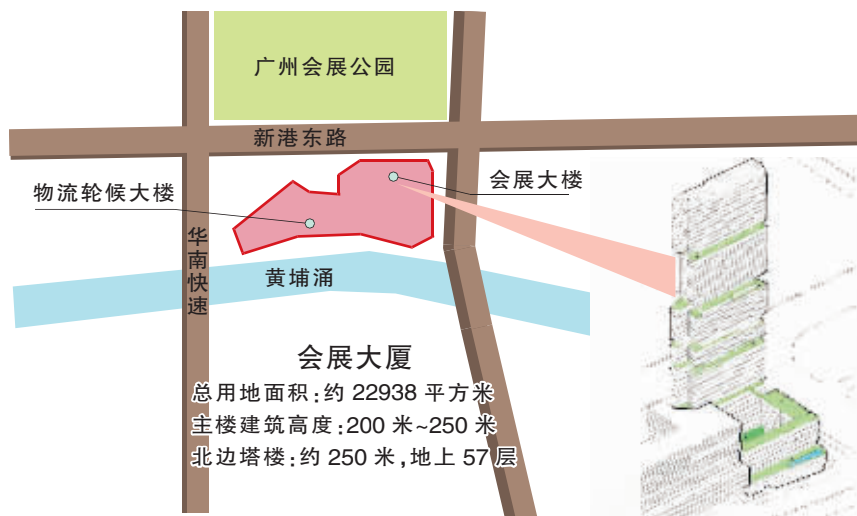 广州会展公园
新港东路
会展大楼
物流轮候大楼
华南快速
黄埔涌
会展大厦
总用地面积:约 22938 平方米
主楼建筑高度:200 米~250 米
北边塔楼:约 250 米,地上 57 层